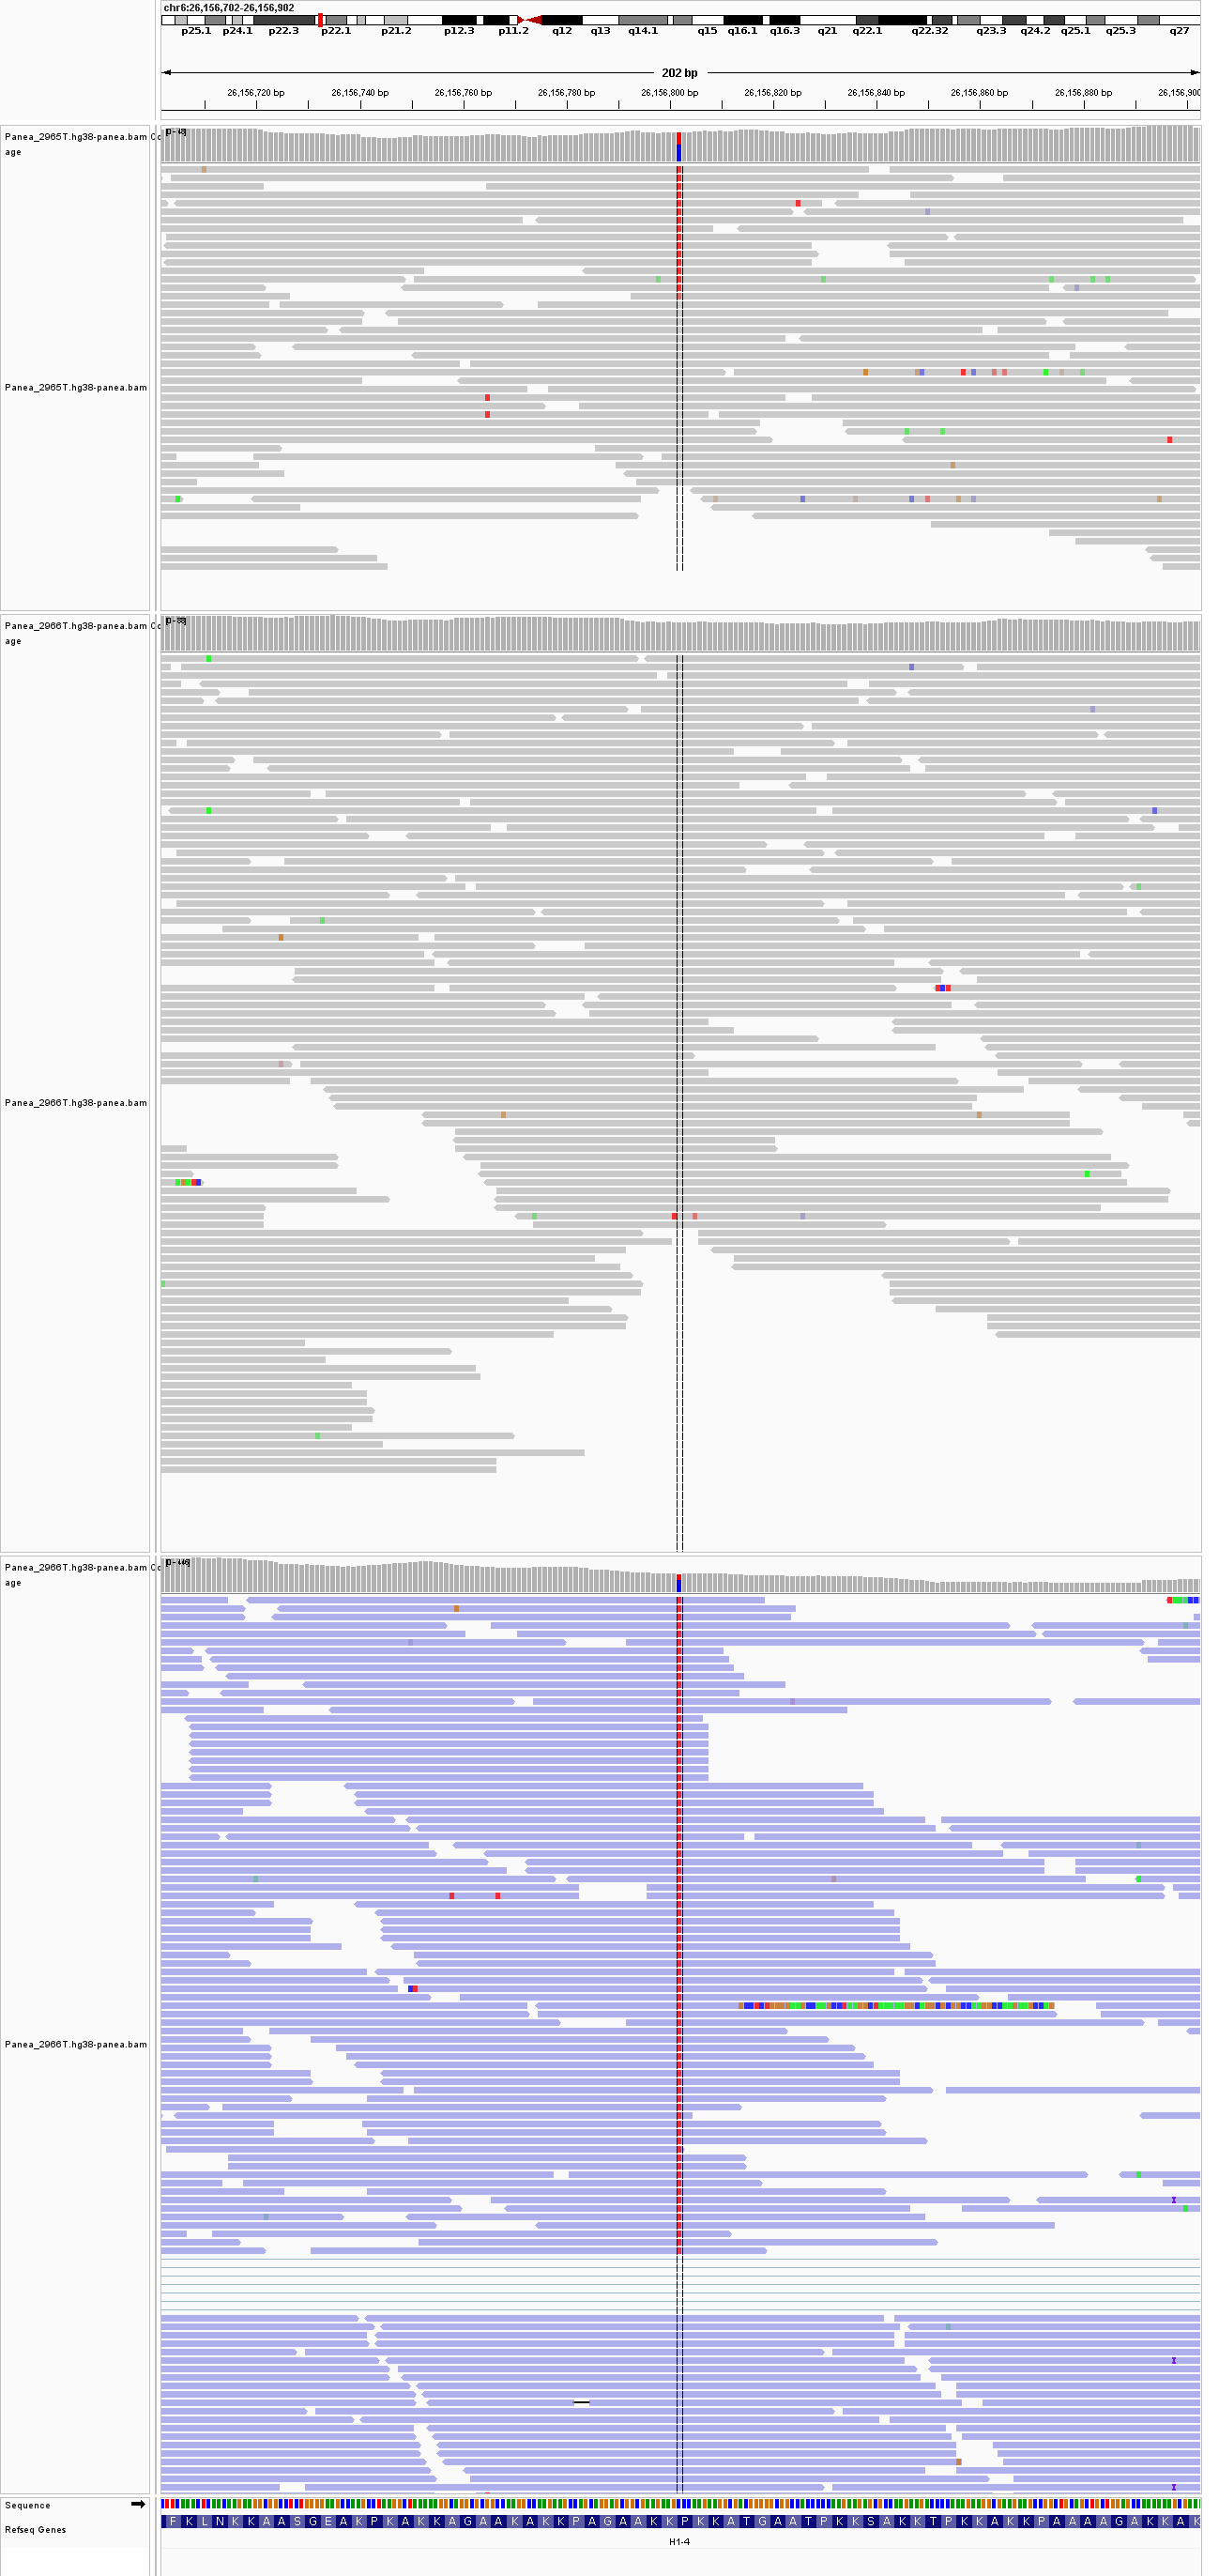 chr6:26,156,702-26,156,902
p25.1 p24.1 p22.3 p22.1 p21.2 p12.3 p11.2 q12 q13 q14.1 q15 q16.1 q16.3 q21 q22.1 q22.32 q23.3 q24.2 q25.1 q25.3 q27
202 bp
26,156,720 bp 26,156,740 bp 26,156,760 bp 26,156,780 bp 26,156,800 bp 26,156,820 bp 26,156,840 bp 26,156,860 bp 26,156,880 bp 26,156,900
Panea_2965T.hg38-panea.bam Co
age
Panea_2965T.hg38-panea.bam
Panea_2966T.hg38-panea.bam Co
age
Panea_2966T.hg38-panea.bam
Panea_2966T.hg38-panea.bam Co
age
Panea_2966T.hg38-panea.bam
Sequence
Refseq Genes
F K L N K K A A S G E A K P K A K K A G A A K A K K P A G A A K K P K K A T G A A T P K K S A K K T P K K A K K P A A A A G A K K A K
H1-4